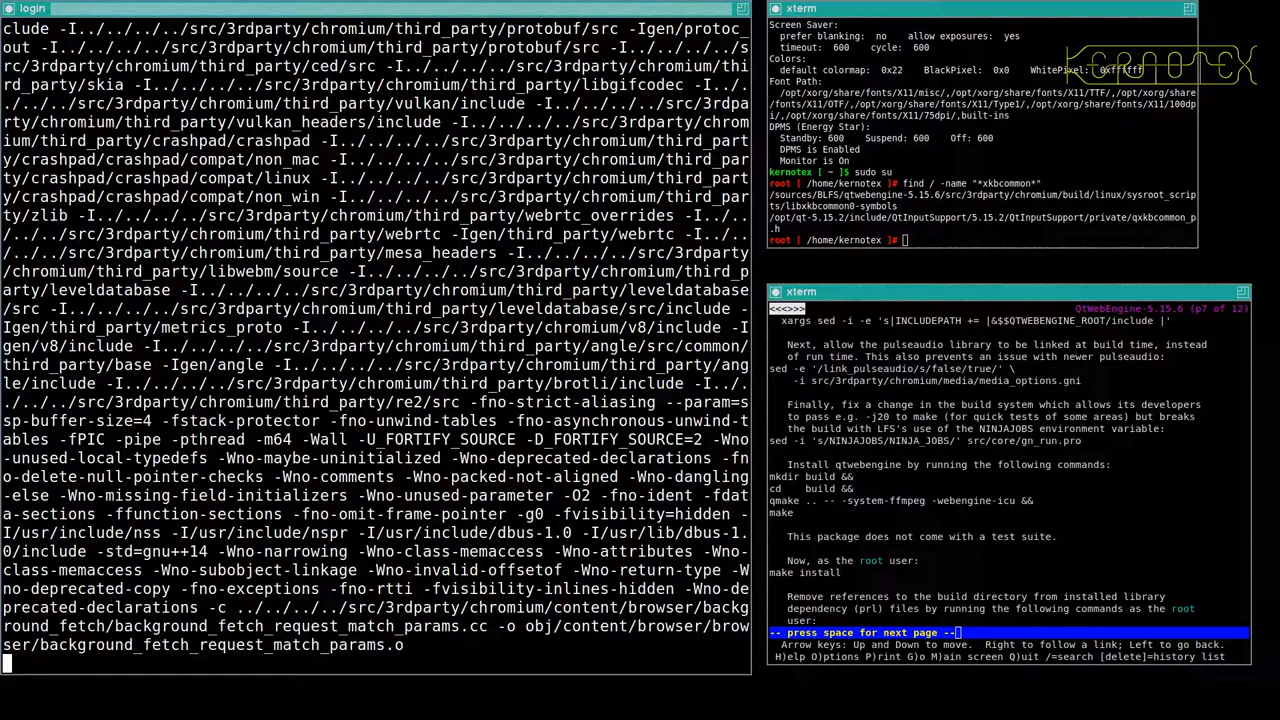 login
clude -I../../../../src/3rdparty/chromium/third_party/protobuf/src -Igen/protoc_
out -I../../../../src/3rdparty/chromium/third_party/protobuf/src -I../../../../s
rc/3rdparty/chromium/third_party/ced/src -I../../../../src/3rdparty/chromium/thi
rd_party/skia -I../../../../src/3rdparty/chromium/third_party/libgifcodec -I../.
./../../src/3rdparty/chromium/third_party/vulkan/include -I../../../../src/3rdpa
rty/chromium/third_party/vulkan_headers/include -I../../../../src/3rdparty/chrom
ium/third_party/crashpad/crashpad -I../../../../src/3rdparty/chromium/third_par
ty/crashpad/crashpad/compat/non_mac -I../../../../src/3rdparty/chromium/third_par
ty/crashpad/crashpad/compat/linux -I../../../../src/3rdparty/chromium/third_par
ty/crashpad/crashpad/compat/non_win -I../../../../src/3rdparty/chromium/third_par
ty/zlib -I../../../../src/3rdparty/chromium/third_party/webrtc_overrides -I../..
/../../src/3rdparty/chromium/third_party/webrtc -Igen/third_party/webrtc -I../..
/../../src/3rdparty/chromium/third_party/mesa_headers -I../../../../src/3rdparty
/chromium/third_party/libwebm/source -I../../../../src/3rdparty/chromium/third_p
arty/leveldatabase -I../../../../src/3rdparty/chromium/third_party/leveldatabase
/src -I../../../../src/3rdparty/chromium/third_party/leveldatabase/src/include -
Igen/third_party/metrics_proto -I../../../../src/3rdparty/chromium/v8/include -I
gen/v8/include -I../../../../src/3rdparty/chromium/third_party/angle/src/common/
third_party/base -Igen/angle -I../../../../src/3rdparty/chromium/third_party/ang
le/include -I../../../../src/3rdparty/chromium/third_party/brotli/include -I../.
./../../src/3rdparty/chromium/third_party/re2/src -fno-strict-aliasing --param=s
sp-buffer-size=4 -fstack-protector -fno-unwind-tables -fno-asynchronous-unwind-t
ables -fPIC -pipe -pthread -m64 -Wall -U_FORTIFY_SOURCE -D_FORTIFY_SOURCE=2 -Wno
-unused-local-typedefs -Wno-maybe-uninitialized -Wno-deprecated-declarations -fn
o-delete-null-pointer-checks -Wno-comments -Wno-packed-not-aligned -Wno-dangling
-else -Wno-missing-field-initializers -Wno-unused-parameter -O2 -fno-ident -fdat
a-sections -ffunction-sections -fno-omit-frame-pointer -g0 -fvisibility=hidden -
I/usr/include/nss -I/usr/include/nspr -I/usr/include/dbus-1.0 -I/usr/lib/dbus-1.
0/include -std=gnu++14 -Wno-narrowing -Wno-class-memaccess -Wno-attributes -Wno-
class-memaccess -Wno-subobject-linkage -Wno-invalid-offsetof -Wno-return-type -W
no-deprecated-copy -fno-exceptions -fno-rtti -fvisibility-inlines-hidden -Wno-de
precated-declarations -c ../../../../src/3rdparty/chromium/content/browser/backg
round_fetch/background_fetch_request_match_params.cc -o obj/content/browser/brow
ser/background_fetch_request_match_params.o
xterm
Screen Saver:
prefer blanking:  no    allow exposures:  yes
timeout:  600    cycle:  600
Colors:
default colormap: 0x22    BlackPixel: 0x0    WhitePixel: 0xffffff
Font Path:
/opt/xorg/share/fonts/X11/misc/,/opt/xorg/share/fonts/X11/TTF/,/opt/xorg/share
/fonts/X11/OTF/,/opt/xorg/share/fonts/X11/Type1/,/opt/xorg/share/fonts/X11/100dp
i/,/opt/xorg/share/fonts/X11/75dpi/,built-ins
DPMS (Energy Star):
Standby: 600    Suspend: 600    Off: 600
DPMS is Enabled
Monitor is On
kernotex [ ~ ]$ sudo su
root [ /home/kernotex ]# find / -name "*xkbcommon*"
/sources/BLFS/qtwebengine-5.15.6/src/3rdparty/chromium/build/linux/sysroot_scrip
ts/libxkbcommon0-symbols
/opt/qt-5.15.2/include/QtInputSupport/5.15.2/QtInputSupport/private/qxkbcommon_p
.h
root [ /home/kernotex ]#
KERNOTEX
xterm
<<<>>> QtWebEngine-5.15.6 (p7 of 12)
xargs sed -i -e 's|INCLUDEPATH += |&$$QTWEBENGINE_ROOT/include |'
Next, allow the pulseaudio library to be linked at build time, instead
of run time. This also prevents an issue with newer pulseaudio:
sed -e '/link_pulseaudio/s/false/true/' \
-i src/3rdparty/chromium/media/media_options.gni
Finally, fix a change in the build system which allows its developers
to pass e.g. -j20 to make (for quick tests of some areas) but breaks
the build with LFS's use of the NINJAJOBS environment variable:
sed -i 's/NINJAJOBS/NINJA_JOBS/' src/core/gn_run.pro
Install qtwebengine by running the following commands:
mkdir build &&
cd    build &&
qmake .. -- -system-ffmpeg -webengine-icu &&
make
This package does not come with a test suite.
Now, as the root user:
make install
Remove references to the build directory from installed library
dependency (prl) files by running the following commands as the root
user:
-- press space for next page --
Arrow keys: Up and Down to move.  Right to follow a link; Left to go back.
H)elp O)ptions P)rint G)o M)ain screen Q)uit /=search [delete]=history list